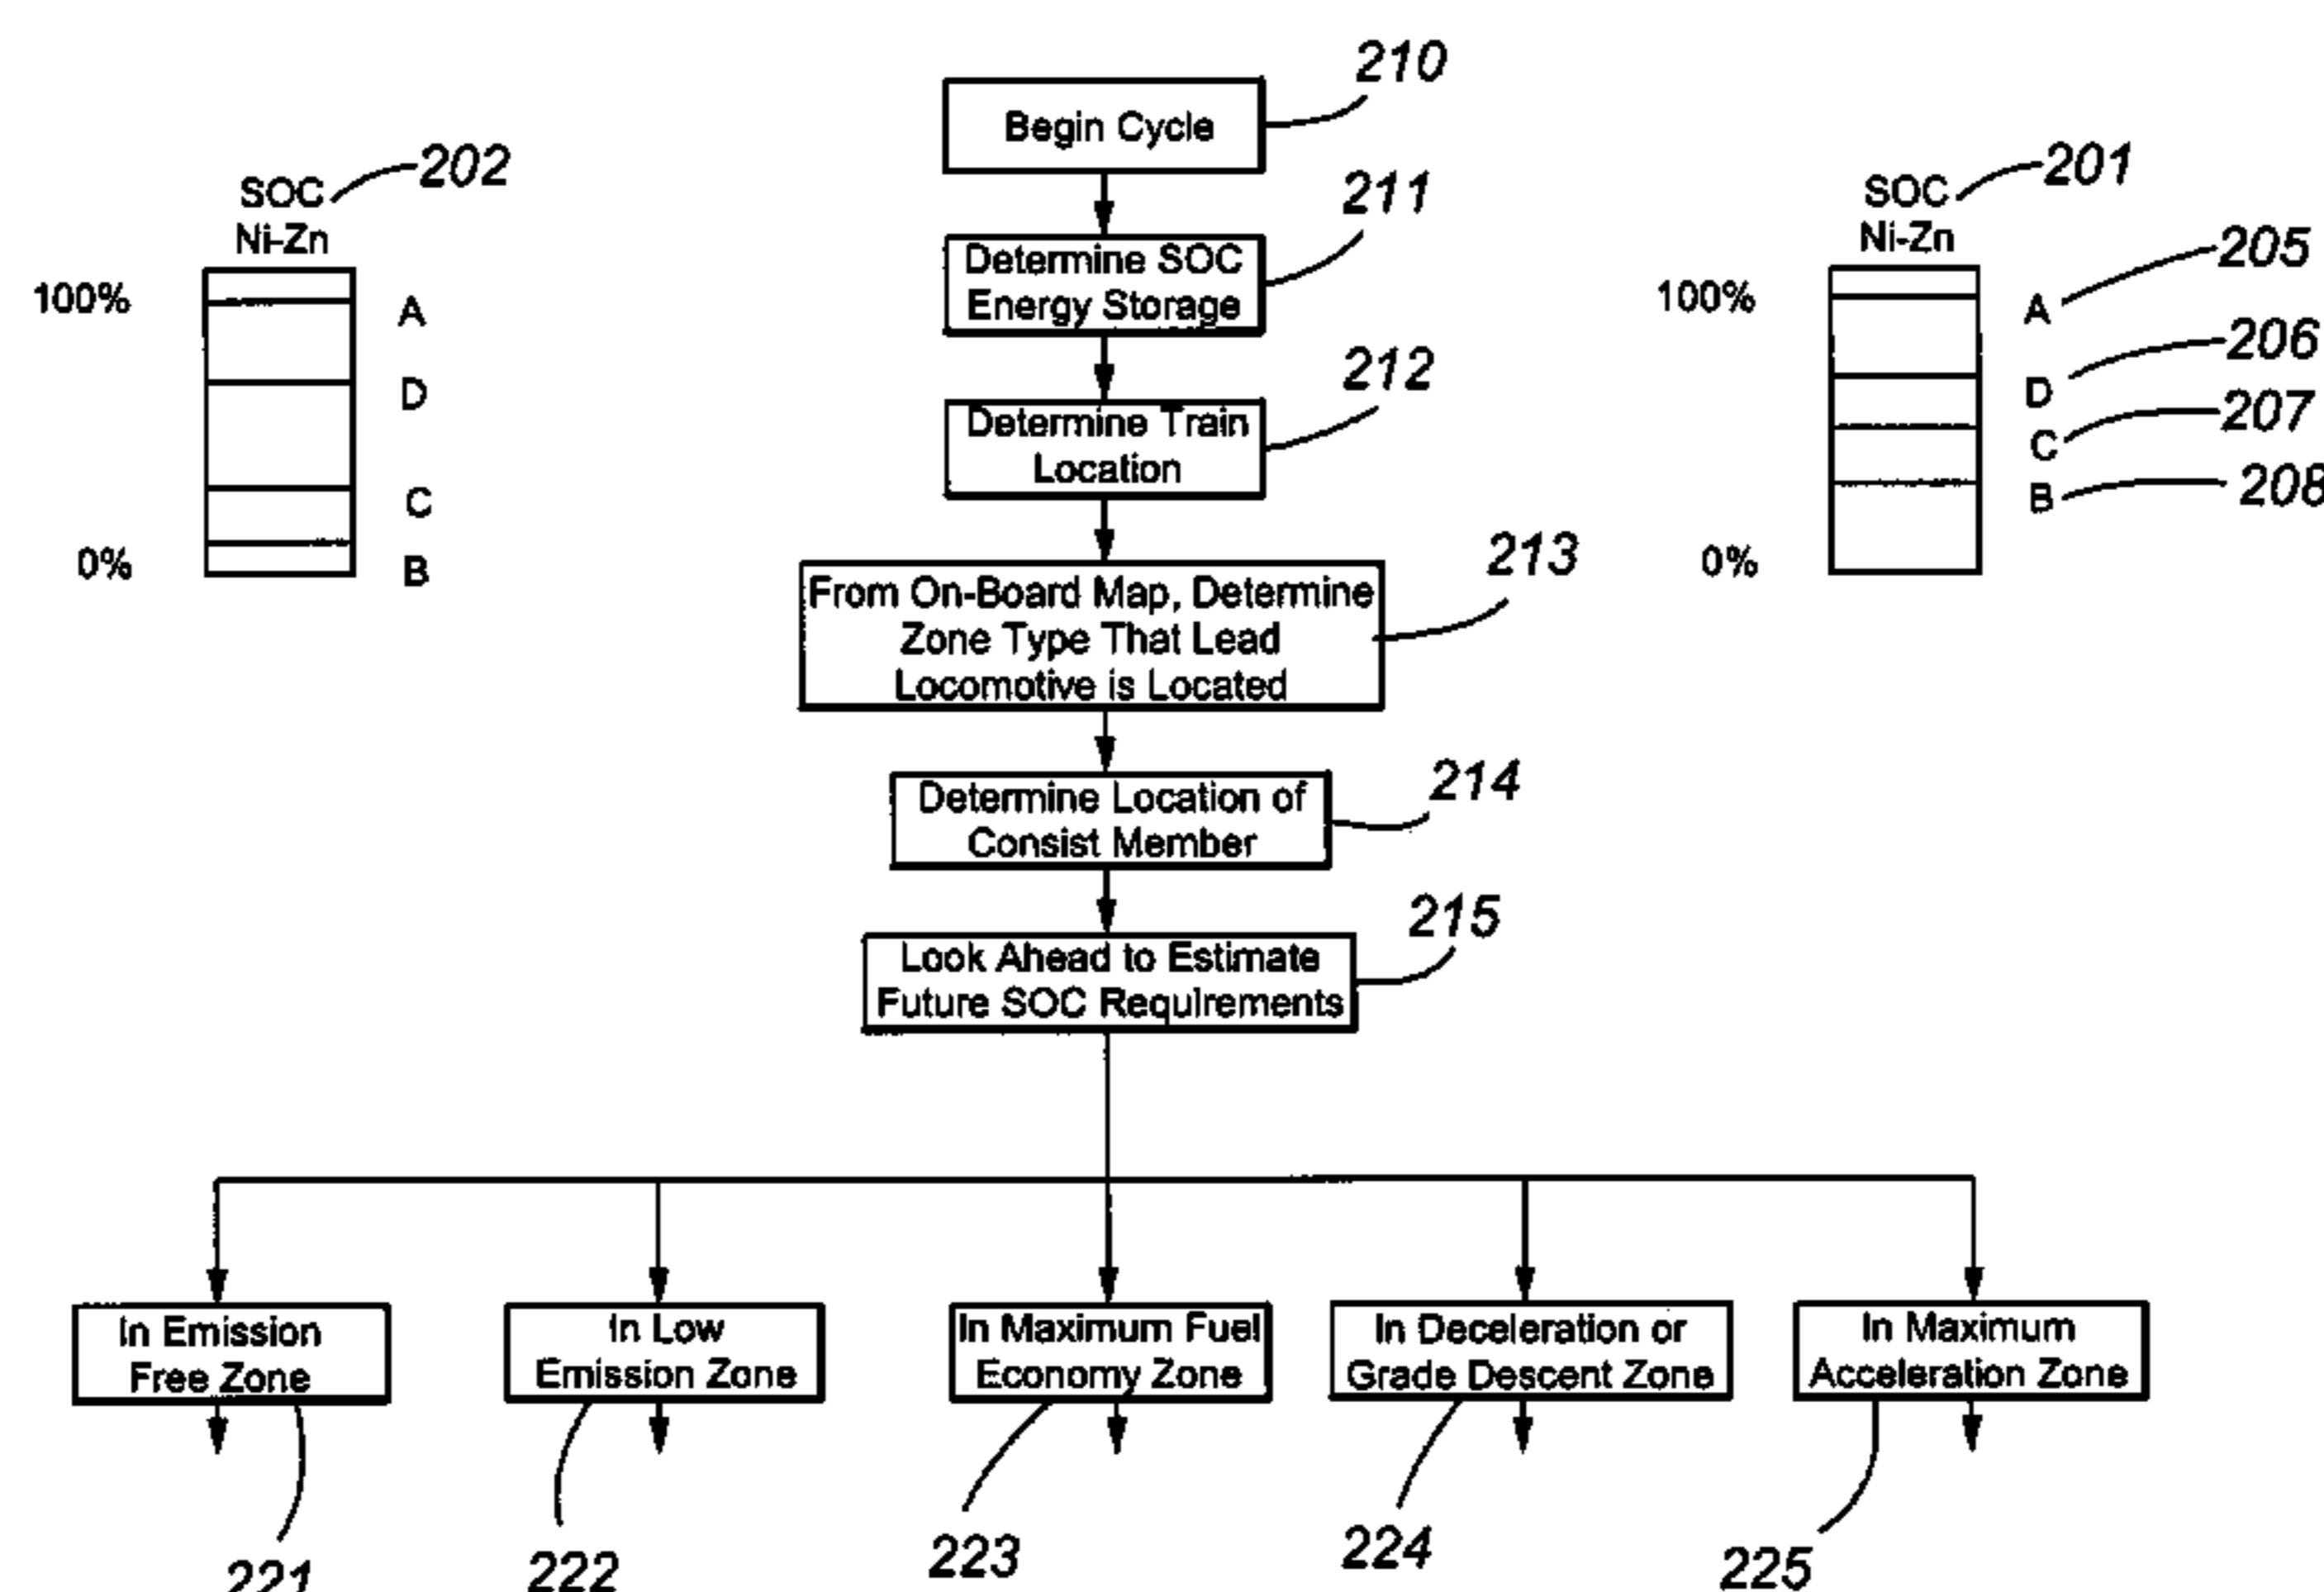 210
Begin Cycle
202
SOC
Ni-Zn
100%
A
D
C
0%
B
211
Determine SOC
Energy Storage
201
SOC
Ni-Zn
205
100%
A
206
D
207
C
208
B
0%
212
Determine Train
Location
213
From On-Board Map, Determine
Zone Type That Lead
Locomotive is Located
214
Determine Location of
Consist Member
215
Look Ahead to Estimate
Future SOC Requirements
In Emission
Free Zone
In Low
Emission Zone
In Maximum Fuel
Economy Zone
In Deceleration or
Grade Descent Zone
In Maximum
Acceleration Zone
221
222
223
224
225